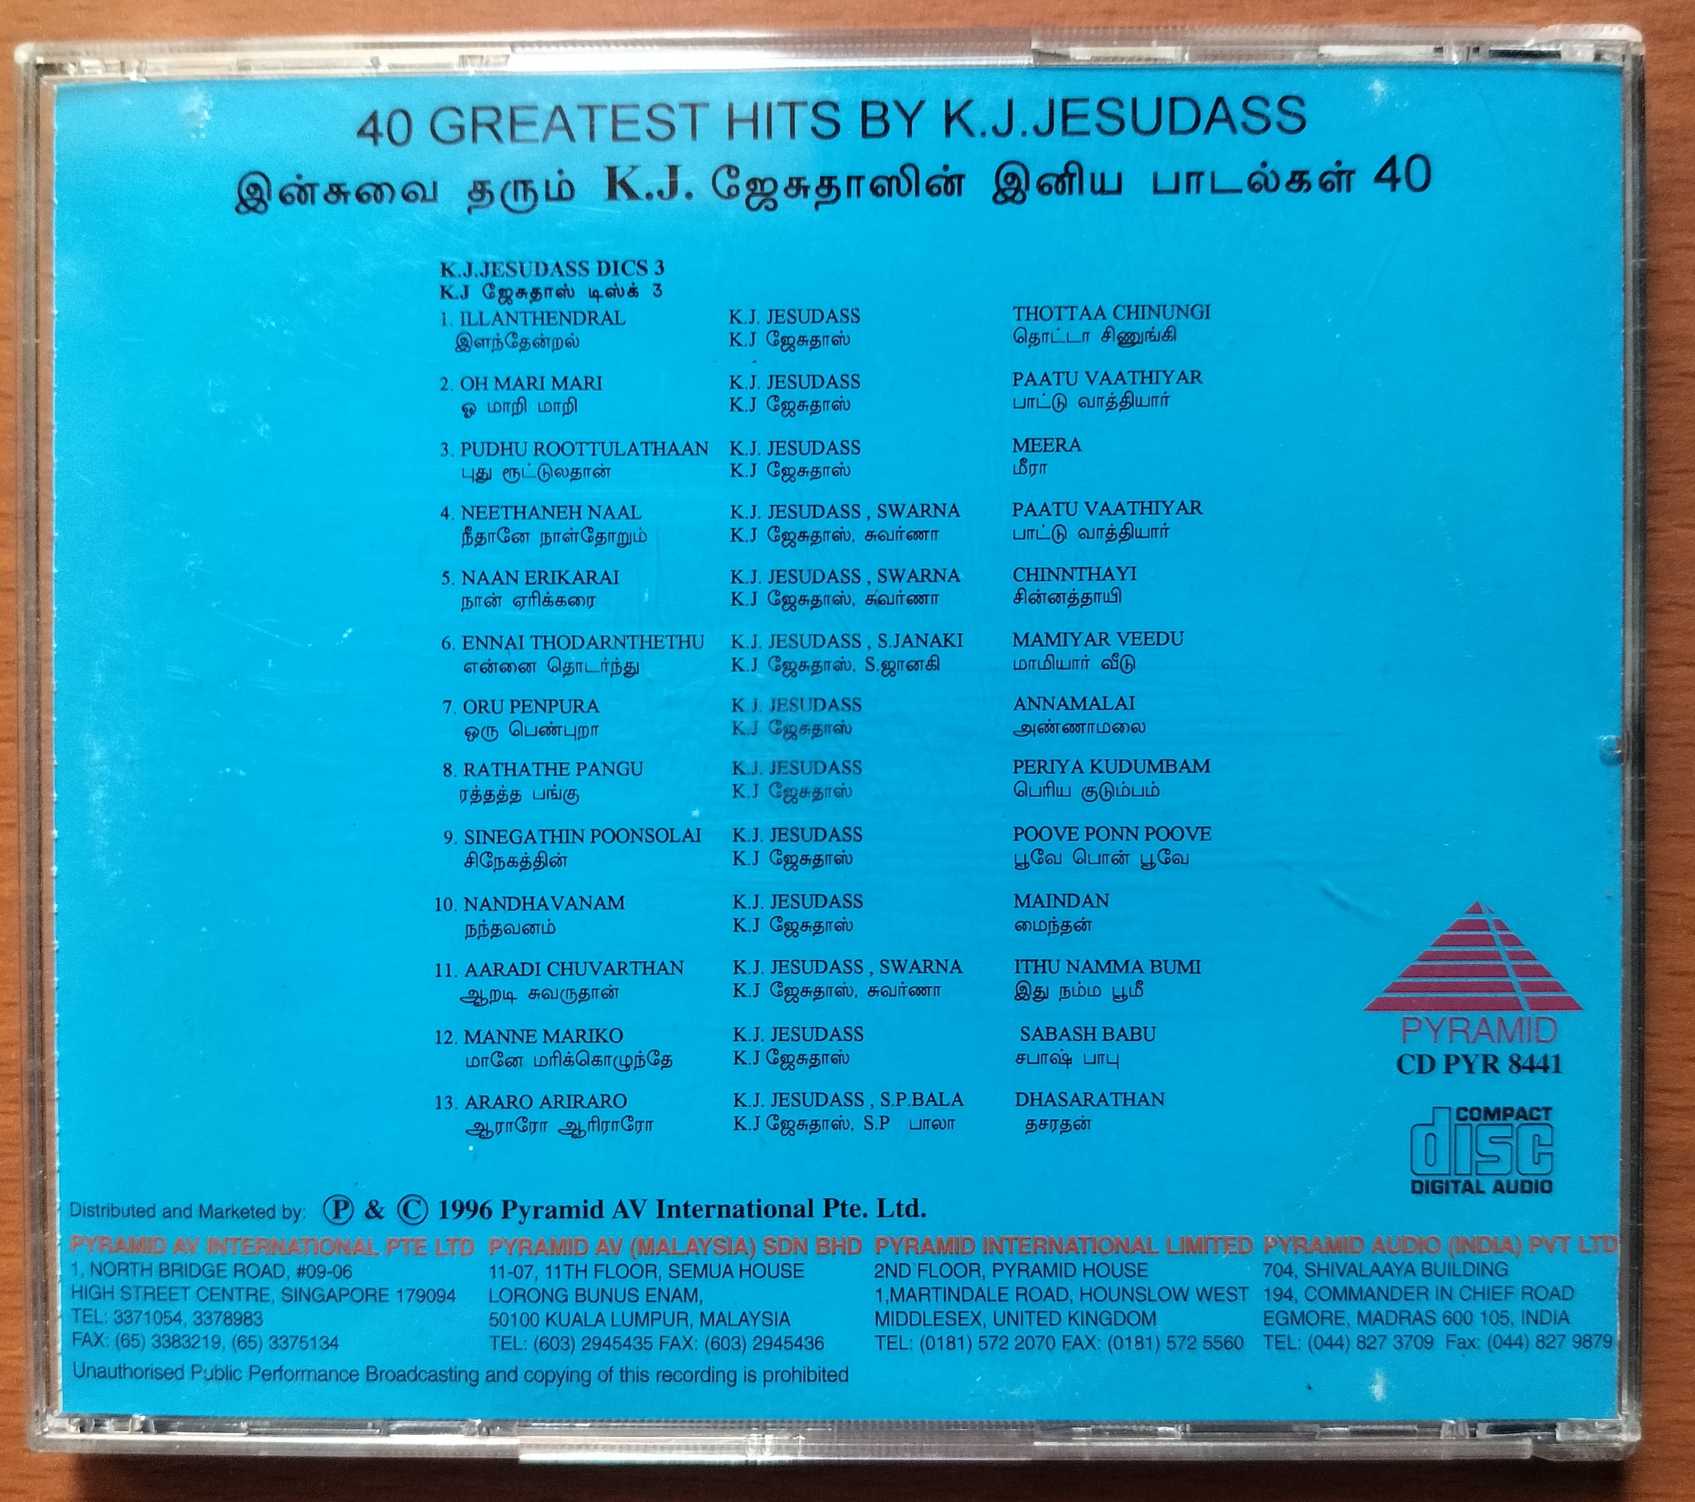 40 GREATEST HITS BY K.J.JESUDASS
இன்சுவை தரும் K.J. ஜேசுதாஸின் இனிய பாடல்கள் 40
K.J.JESUDASS DICS 3
K.J ஜேசுதாஸ் டிஸ்க் 3
1. ILLANTHENDRAL K.J. JESUDASS THOTTAA CHINUNGI
இளந்தேன்றல் K.J ஜேசுதாஸ் தொட்டா சிணுங்கி
2. OH MARI MARI K.J. JESUDASS PAATU VAATHIYAR
ஓ மாறி மாறி K.J ஜேசுதாஸ் பாட்டு வாத்தியார்
3. PUDHU ROOTTULATHAAN K.J. JESUDASS MEERA
புது ரூட்டுலதான் K.J ஜேசுதாஸ் மீரா
4. NEETHANEH NAAL K.J. JESUDASS , SWARNA PAATU VAATHIYAR
நீதானே நாள்தோறும் K.J ஜேசுதாஸ், சுவர்ணா பாட்டு வாத்தியார்
5. NAAN ERIKARAI K.J. JESUDASS , SWARNA CHINNTHAYI
நான் ஏரிக்கரை K.J ஜேசுதாஸ், சுவர்ணா சின்னத்தாயி
6. ENNAI THODARNTHETHU K.J. JESUDASS , S.JANAKI MAMIYAR VEEDU
என்னை தொடர்ந்து K.J ஜேசுதாஸ், S.ஜானகி மாமியார் வீடு
7. ORU PENPURA K.J. JESUDASS ANNAMALAI
ஒரு பெண்புறா K.J ஜேசுதாஸ் அண்ணாமலை
8. RATHATHE PANGU K.J. JESUDASS PERIYA KUDUMBAM
ரத்தத்த பங்கு K.J ஜேசுதாஸ் பெரிய குடும்பம்
9. SINEGATHIN POONSOLAI K.J. JESUDASS POOVE PONN POOVE
சிநேகத்தின் K.J ஜேசுதாஸ் பூவே பொன் பூவே
10. NANDHAVANAM K.J. JESUDASS MAINDAN
நந்தவனம் K.J ஜேசுதாஸ் மைந்தன்
11. AARADI CHUVARTHAN K.J. JESUDASS , SWARNA ITHU NAMMA BUMI
ஆறடி சுவருதான் K.J ஜேசுதாஸ், சுவர்ணா இது நம்ம பூமீ
12. MANNE MARIKO K.J. JESUDASS SABASH BABU
மானே மரிக்கொழுந்தே K.J ஜேசுதாஸ் சபாஷ் பாபு
13. ARARO ARIRARO K.J. JESUDASS , S.P.BALA DHASARATHAN
ஆராரோ ஆரிராரோ K.J ஜேசுதாஸ், S.P பாலா தசரதன்
PYRAMID
CD PYR 8441
COMPACT
disc
DIGITAL AUDIO
Distributed and Marketed by: Ⓟ & © 1996 Pyramid AV International Pte. Ltd.
PYRAMID AV INTERNATIONAL PTE LTD PYRAMID AV (MALAYSIA) SDN BHD PYRAMID INTERNATIONAL LIMITED PYRAMID AUDIO (INDIA) PVT LTD
1, NORTH BRIDGE ROAD, #09-06 11-07, 11TH FLOOR, SEMUA HOUSE 2ND FLOOR, PYRAMID HOUSE 704, SHIVALAAYA BUILDING
HIGH STREET CENTRE, SINGAPORE 179094 LORONG BUNUS ENAM, 1,MARTINDALE ROAD, HOUNSLOW WEST 194, COMMANDER IN CHIEF ROAD
TEL: 3371054, 3378983 50100 KUALA LUMPUR, MALAYSIA MIDDLESEX, UNITED KINGDOM EGMORE, MADRAS 600 105, INDIA
FAX: (65) 3383219, (65) 3375134 TEL: (603) 2945435 FAX: (603) 2945436 TEL: (0181) 572 2070 FAX: (0181) 572 5560 TEL: (044) 827 3709 Fax: (044) 827 9879
Unauthorised Public Performance Broadcasting and copying of this recording is prohibited